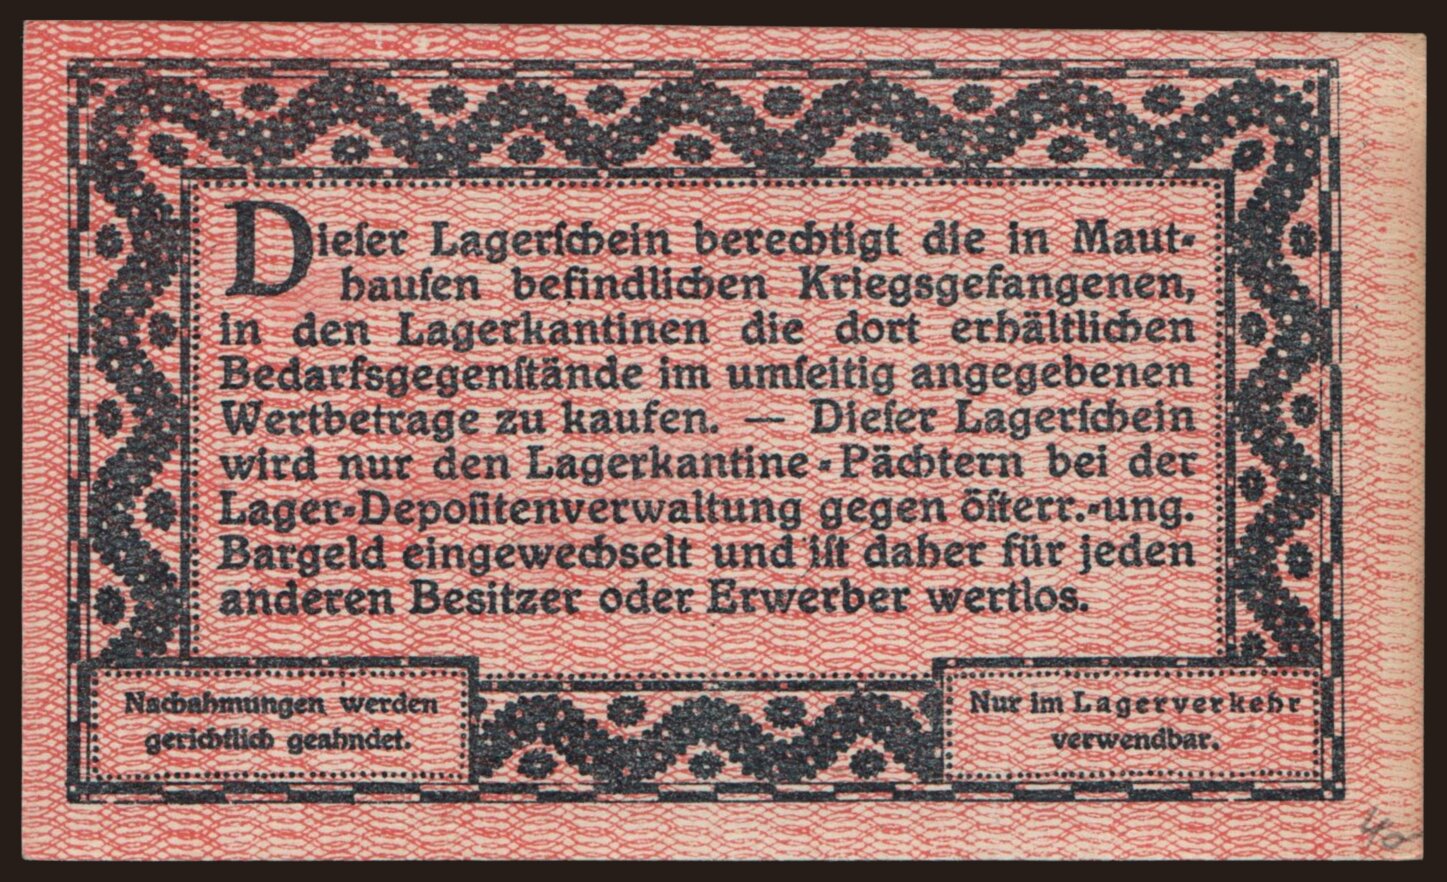 Dieſer Lagerſchein berechtigt die in Maut-
hauſen befindlichen Kriegsgefangenen,
in den Lagerkantinen die dort erhältlichen
Bedarfsgegenſtände im umſeitig angegebenen
Wertbetrage zu kaufen. — Dieſer Lagerſchein
wird nur den Lagerkantine-Pächtern bei der
Lager-Depoſitenverwaltung gegen öſterr.-ung.
Bargeld eingewechselt und iſt daher für jeden
anderen Besitzer oder Erwerber wertlos.
Nachahmungen werden
gerichtlich geahndet.
Nur im Lagerverkehr
verwendbar.
40